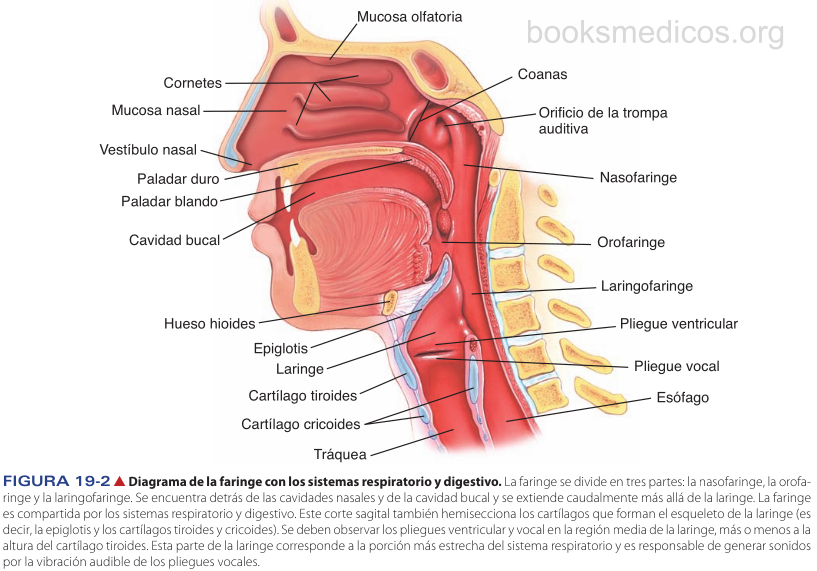 Mucosa olfatoria
booksmedicos.org
Coanas
Cornetes
Mucosa nasal
Orificio de la trompa
auditiva
Vestíbulo nasal
Paladar duro
Nasofaringe
Paladar blando
Cavidad bucal
Orofaringe
Laringofaringe
Hueso hioides
Pliegue ventricular
Epiglotis
Laringe
Pliegue vocal
Cartílago tiroides
Esófago
Cartílago cricoides
Tráquea
FIGURA 19-2 ▲ Diagrama de la faringe con los sistemas respiratorio y digestivo. La faringe se divide en tres partes: la nasofaringe, la orofa-
ringe y la laringofaringe. Se encuentra detrás de las cavidades nasales y de la cavidad bucal y se extiende caudalmente más allá de la laringe. La faringe
es compartida por los sistemas respiratorio y digestivo. Este corte sagital también hemisecciona los cartílagos que forman el esqueleto de la laringe (es
decir, la epiglotis y los cartílagos tiroides y cricoides). Se deben observar los pliegues ventricular y vocal en la región media de la laringe, más o menos a la
altura del cartílago tiroides. Esta parte de la laringe corresponde a la porción más estrecha del sistema respiratorio y es responsable de generar sonidos
por la vibración audible de los pliegues vocales.